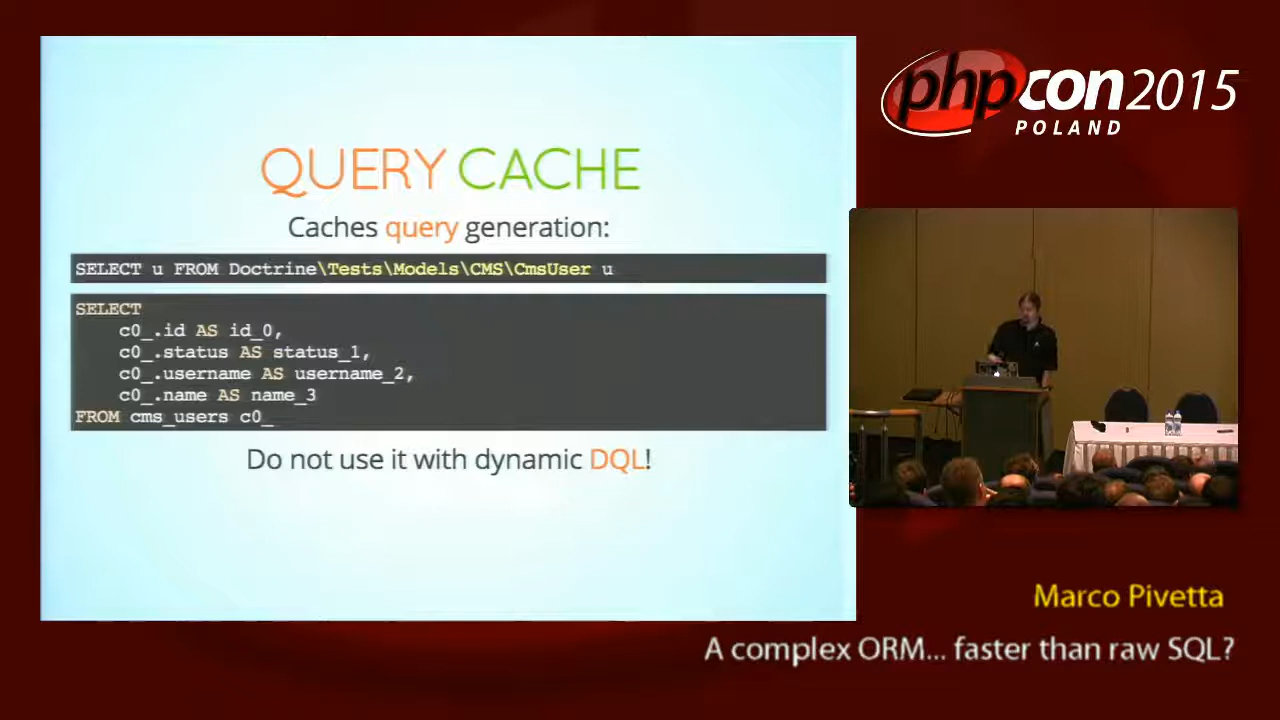 phpcon 2015
POLAND
QUERY CACHE
Caches query generation:
SELECT u FROM Doctrine\Tests\Models\CMS\CmsUser u
SELECT
c0_.id AS id_0,
c0_.status AS status_1,
c0_.username AS username_2,
c0_.name AS name_3
FROM cms_users c0_
Do not use it with dynamic DQL!
Marco Pivetta
A complex ORM... faster than raw SQL?